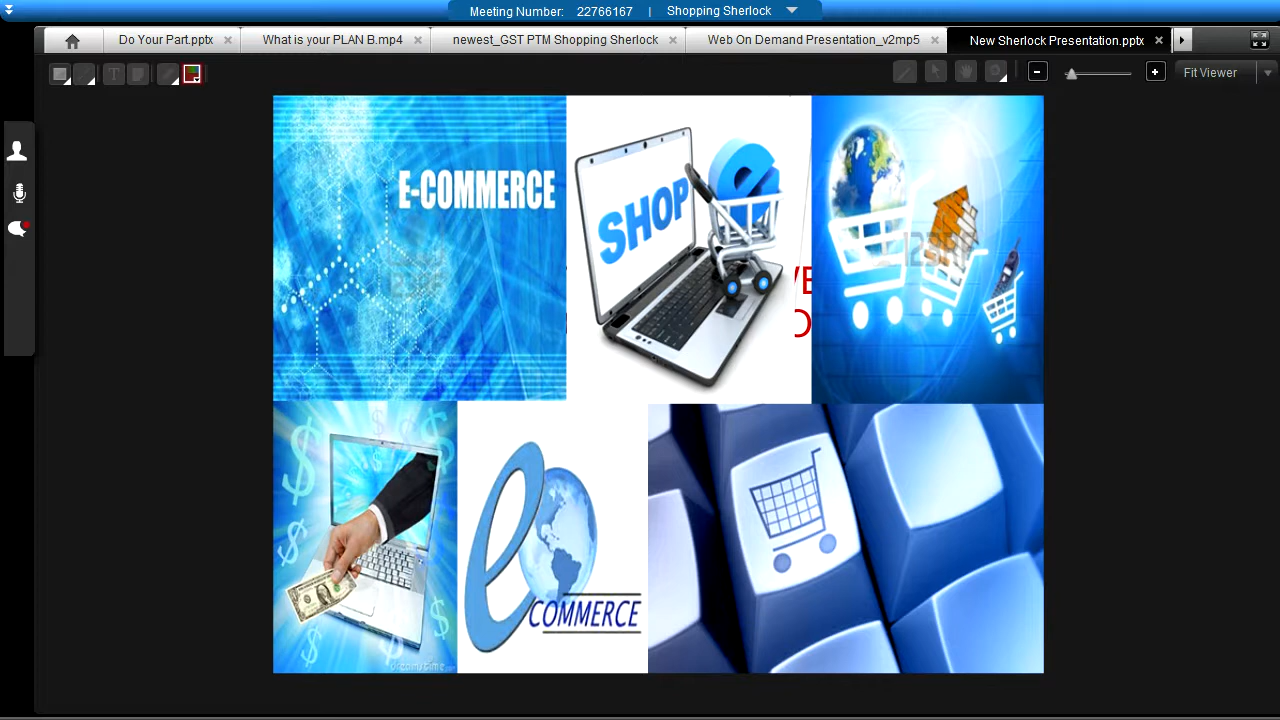 Meeting Number: 22766167 | Shopping Sherlock
Do Your Part.pptx
What is your PLAN B.mp4
newest_GST PTM Shopping Sherlock
Web On Demand Presentation_v2mp5
New Sherlock Presentation.pptx
T
Fit Viewer
E-COMMERCE
SHOP
e
e
COMMERCE